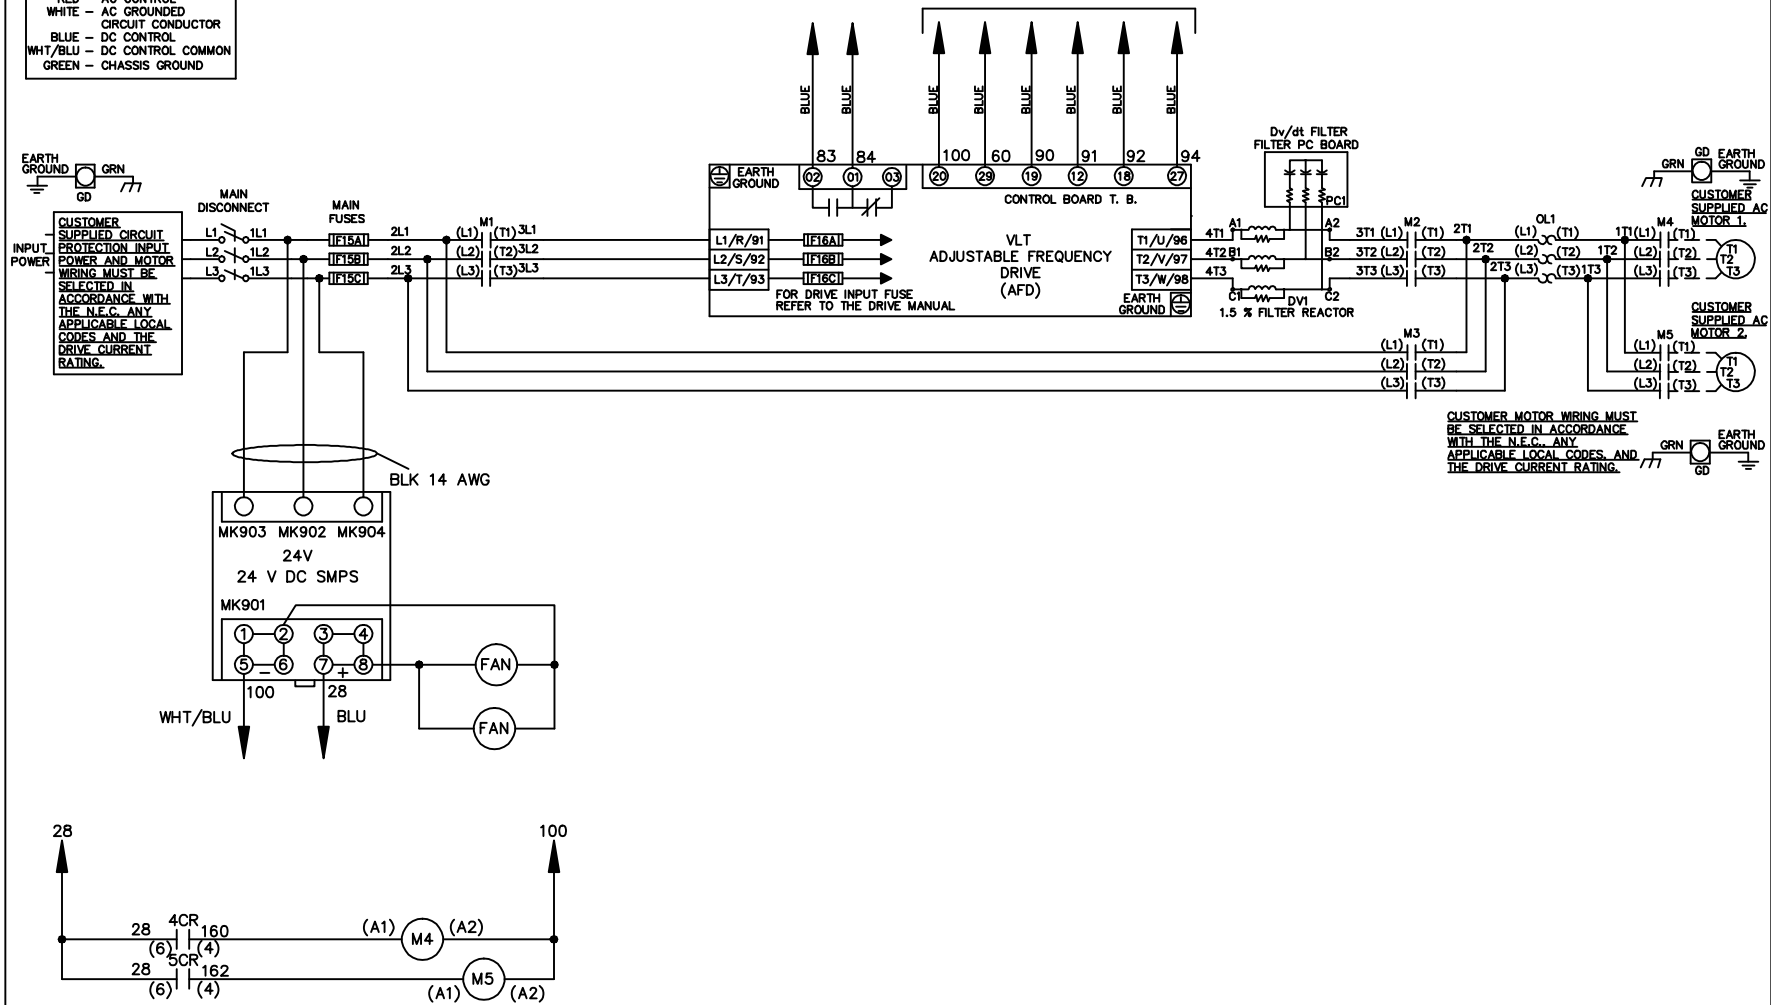 WHITE – AC GROUNDED
CIRCUIT CONDUCTOR
BLUE – DC CONTROL
WHT/BLU – DC CONTROL COMMON
GREEN – CHASSIS GROUND
BLUE BLUE BLUE BLUE BLUE BLUE BLUE BLUE
83 84 100 60 90 91 92 94
EARTH GROUND
GRN
GD
MAIN DISCONNECT
MAIN FUSES
INPUT POWER
CUSTOMER
SUPPLIED CIRCUIT
PROTECTION INPUT
POWER AND MOTOR
WIRING MUST BE
SELECTED IN
ACCORDANCE WITH
THE N.E.C. ANY
APPLICABLE LOCAL
CODES AND THE
DRIVE CURRENT
RATING.
L1 1L1 F15A 2L1 (L1) M1 (T1) 3L1
L2 1L2 F15B 2L2 (L2) (T2) 3L2
L3 1L3 F15C 2L3 (L3) (T3) 3L3
EARTH GROUND
02 01 03 20 29 19 12 18 27
CONTROL BOARD T. B.
L1/R/91 F16A
L2/S/92 F16B
L3/T/93 F16C
FOR DRIVE INPUT FUSE
REFER TO THE DRIVE MANUAL
VLT
ADJUSTABLE FREQUENCY
DRIVE
(AFD)
T1/U/96
T2/V/97
T3/W/98
EARTH
GROUND
Dv/dt FILTER
FILTER PC BOARD
PC1
4T1 A1 A2
4T2 B1 B2
4T3 C1 C2
DV1
1.5 % FILTER REACTOR
3T1 (L1) M2 (T1) 2T1
3T2 (L2) (T2) 2T2
3T3 (L3) (T3) 2T3
M3
(L1) (T1)
(L2) (T2)
(L3) (T3)
OL1
(L1) (T1) 1T1
(L2) (T2) 1T2
(L3) (T3) 1T3
GRN
GD
EARTH
GROUND
CUSTOMER
SUPPLIED AC
MOTOR 1.
M4
(L1) (T1) T1
(L2) (T2) T2
(L3) (T3) T3
CUSTOMER
SUPPLIED AC
MOTOR 2.
M5
(L1) (T1) T1
(L2) (T2) T2
(L3) (T3) T3
CUSTOMER MOTOR WIRING MUST
BE SELECTED IN ACCORDANCE
WITH THE N.E.C., ANY
APPLICABLE LOCAL CODES, AND
THE DRIVE CURRENT RATING.
GRN
GD
EARTH
GROUND
BLK 14 AWG
MK903 MK902 MK904
24V
24 V DC SMPS
MK901
1 2 3 4
5 6 7 8
– +
100 28
WHT/BLU BLU
FAN
FAN
28 100
28 4CR 160 (A1) M4 (A2)
(6) (4)
28 5CR 162 M5
(6) (4) (A1) (A2)